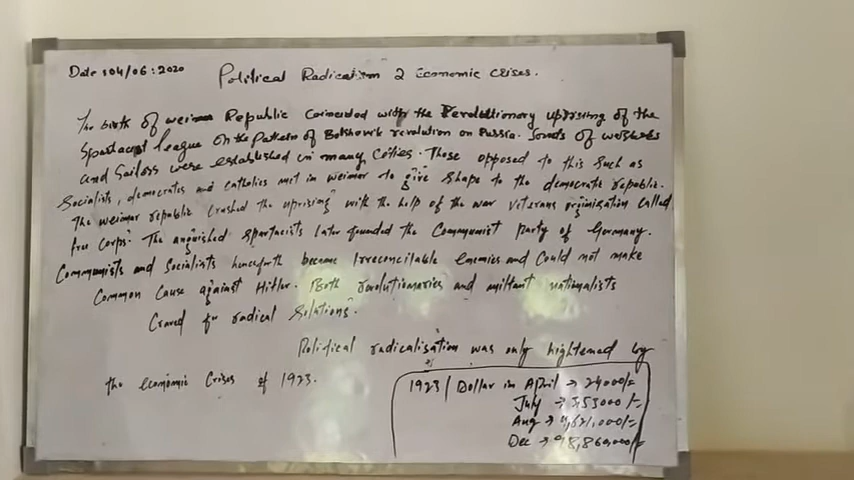 Date : 04/06:2020
Political Radicalism & Economic crises.
The birth of weimar Republic coincided with the Revolutionary uprising of the
Spartacist league on the Pattern of Bolshevik revolution on Russia. Soviets of workers
and Sailors were established in many Cities. Those opposed to this such as
Socialists, democrates and catholics met in weimar to give shape to the democratic republic.
The weimar republic Crushed the uprising with the help of the war veterans orginisation called
free Corps. The anguished Spartacists later founded the Communist Party of Germany.
Communists and Socialists henceforth became Irreconcilable Enemies and Could not make
Common Cause against Hitler. Both revolutionaries and militant nationalists
Craved for radical Solutions.
Political radicalisation was only hightened by
the economic Crises of 1923.
1923 | Dollar in April → 24000/=
July → 353000/=
Aug → 4,621,000/=
Dec → 98,860,000/=